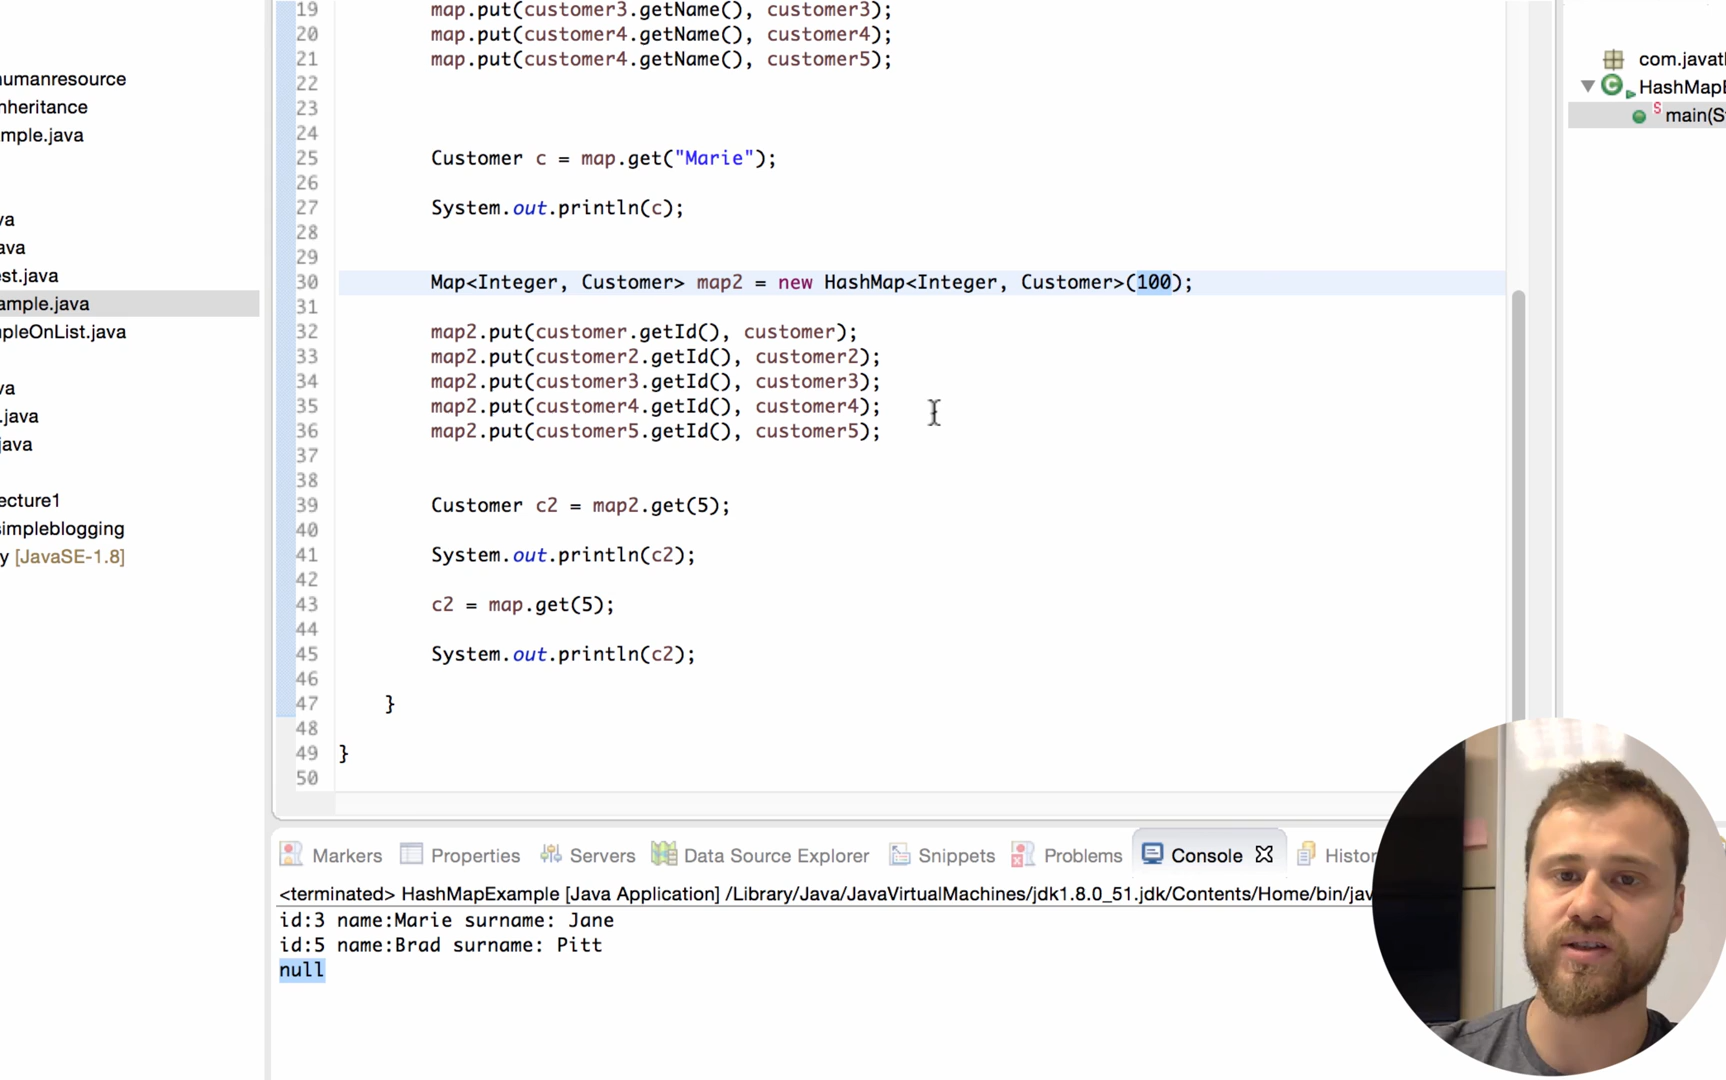 19 map.put(customer3.getName(), customer3);
20 map.put(customer4.getName(), customer4);
21 map.put(customer4.getName(), customer5);
22
23
24
25 Customer c = map.get("Marie");
26
27 System.out.println(c);
28
29
30 Map<Integer, Customer> map2 = new HashMap<Integer, Customer>(100);
31
32 map2.put(customer.getId(), customer);
33 map2.put(customer2.getId(), customer2);
34 map2.put(customer3.getId(), customer3);
35 map2.put(customer4.getId(), customer4);
36 map2.put(customer5.getId(), customer5);
37
38
39 Customer c2 = map2.get(5);
40
41 System.out.println(c2);
42
43 c2 = map.get(5);
44
45 System.out.println(c2);
46
47 }
48
49 }
50
umanresource
nheritance
mple.java
va
ava
est.java
ample.java
pleOnList.java
va
.java
java
ecture1
simpleblogging
y [JavaSE-1.8]
com.javat
HashMapE
main(S
Markers Properties Servers Data Source Explorer Snippets Problems Console Histor
<terminated> HashMapExample [Java Application] /Library/Java/JavaVirtualMachines/jdk1.8.0_51.jdk/Contents/Home/bin/jav
id:3 name:Marie surname: Jane
id:5 name:Brad surname: Pitt
null